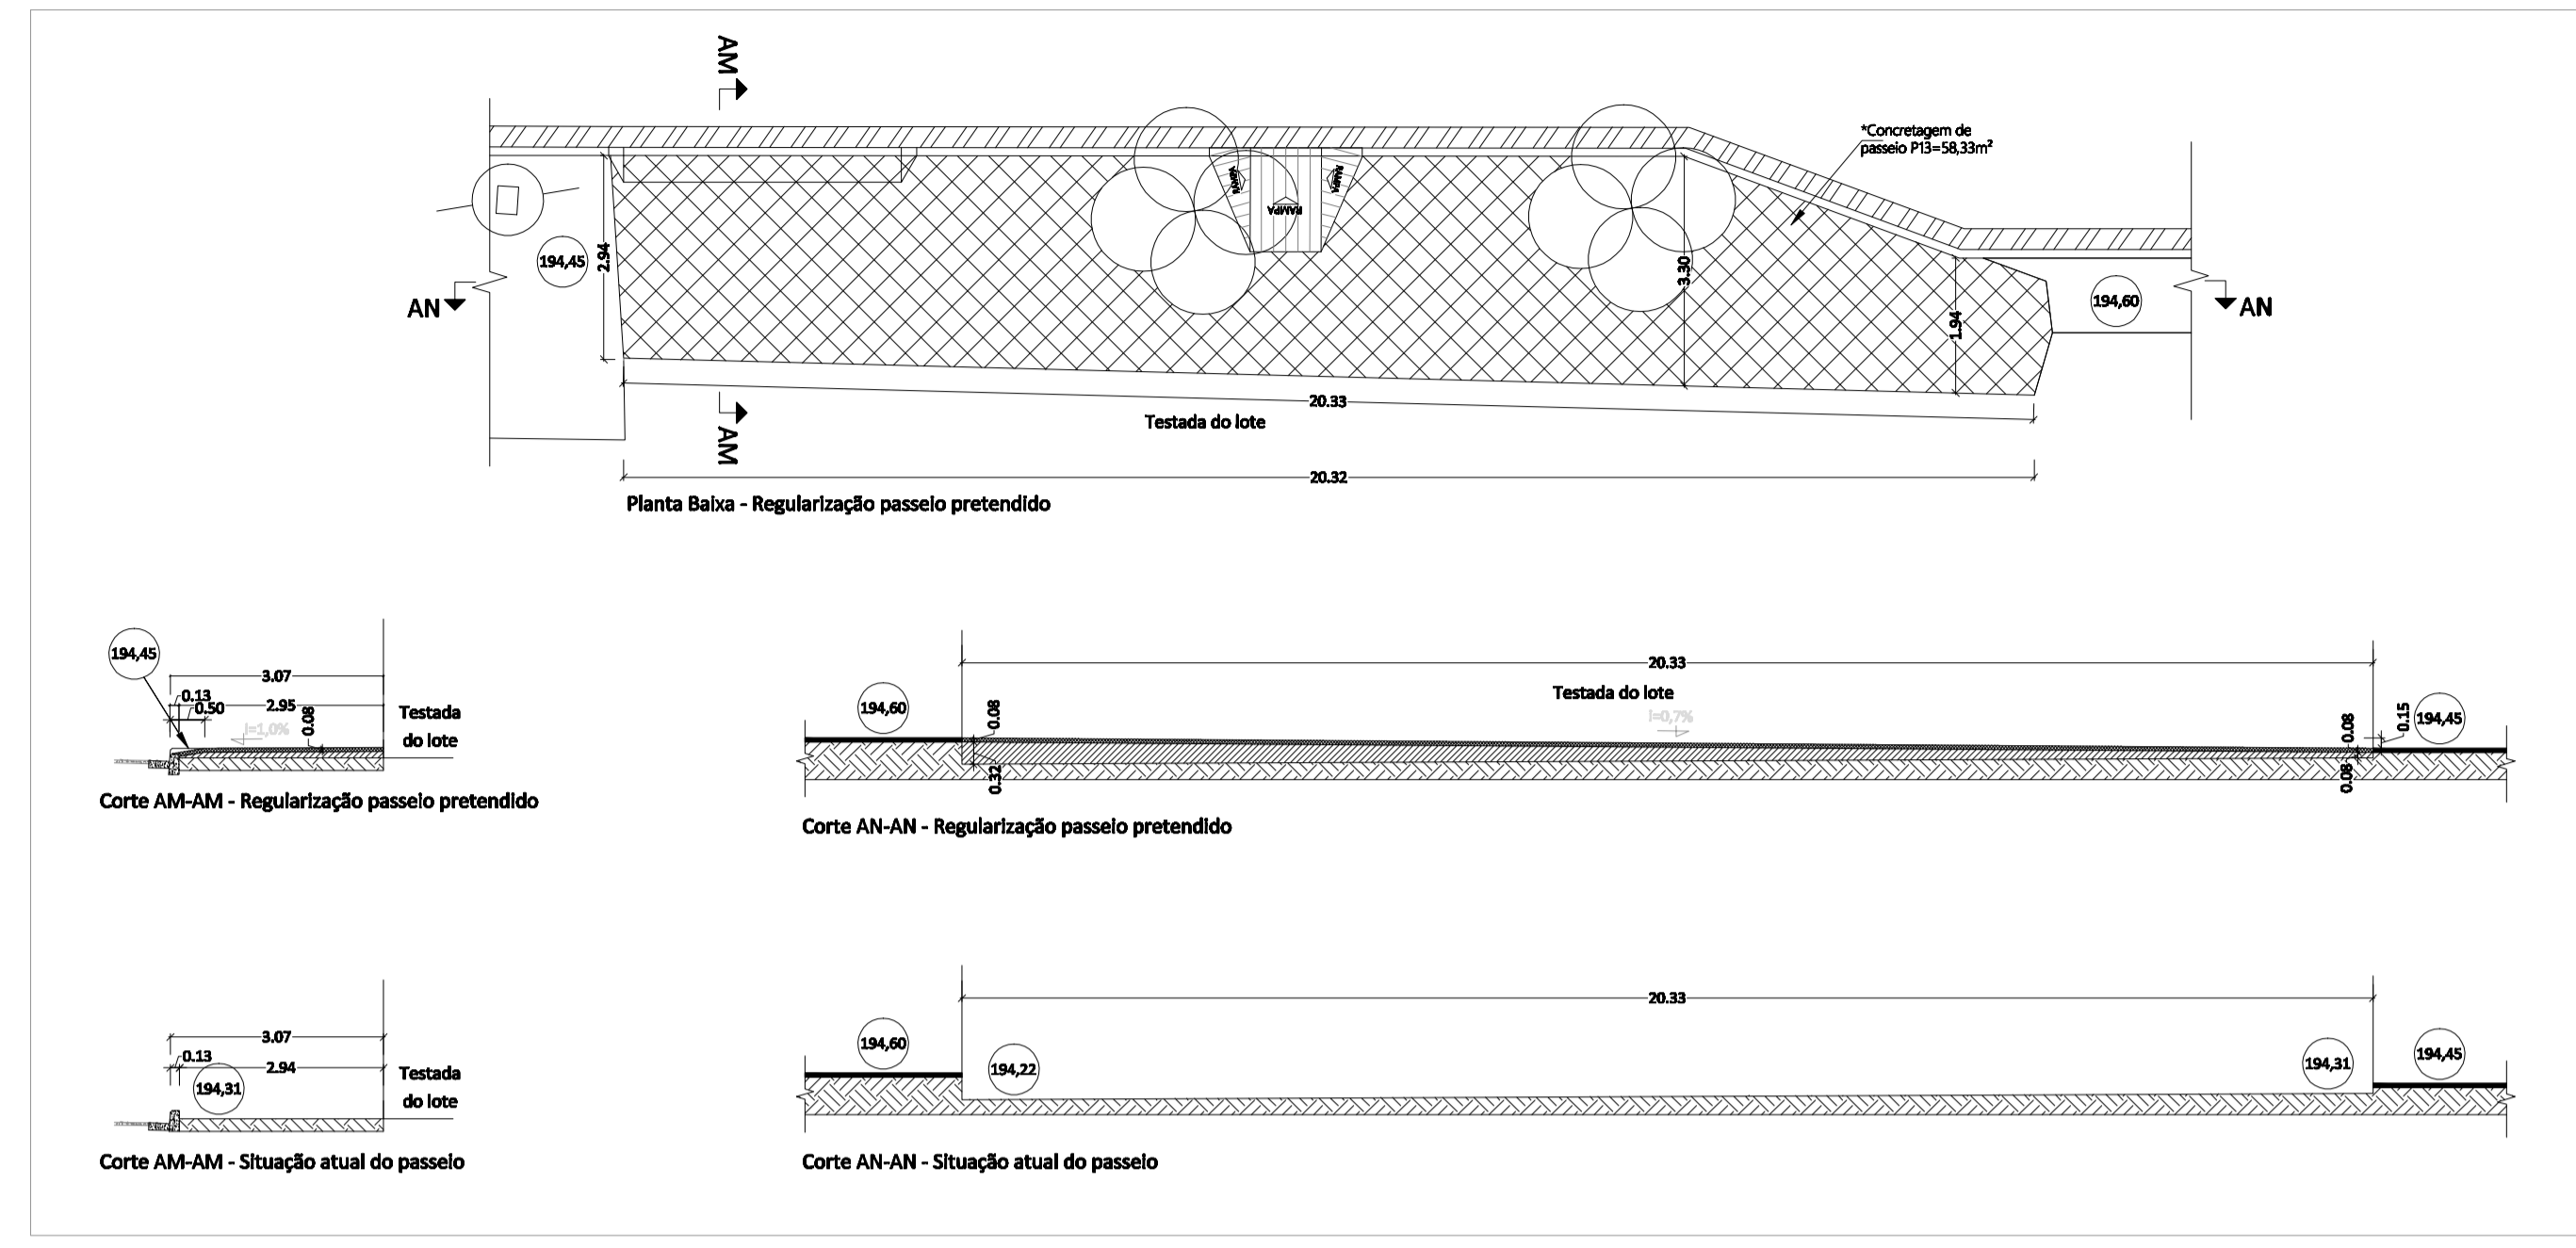 AM
*Concretagem de
passeio P13=58,33m²
RAMPA
RAMPA
RAMPA
194,45
2.94
3.30
1.94
194,60
AN
AN
20.33
Testada do lote
AM
20.32
Planta Baixa - Regularização passeio pretendido
194,45
3.07
0.13
0.50
2.95
0.08
i=1,0%
Testada
do lote
Corte AM-AM - Regularização passeio pretendido
20.33
Testada do lote
194,60
0.08
i=0,7%
0.32
0.08
0.15
194,45
0.08
Corte AN-AN - Regularização passeio pretendido
3.07
0.13
2.94
194,31
Testada
do lote
Corte AM-AM - Situação atual do passeio
20.33
194,60
194,22
194,31
194,45
Corte AN-AN - Situação atual do passeio